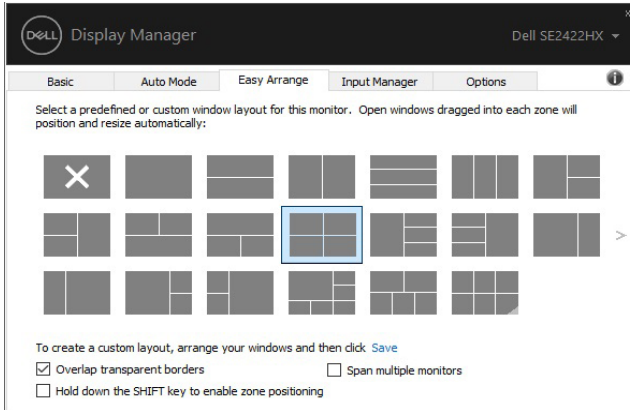 DELL Display Manager
Dell SE2422HX
Basic Auto Mode Easy Arrange Input Manager Options
Select a predefined or custom window layout for this monitor. Open windows dragged into each zone will
position and resize automatically:
To create a custom layout, arrange your windows and then click Save
Overlap transparent borders
Span multiple monitors
Hold down the SHIFT key to enable zone positioning